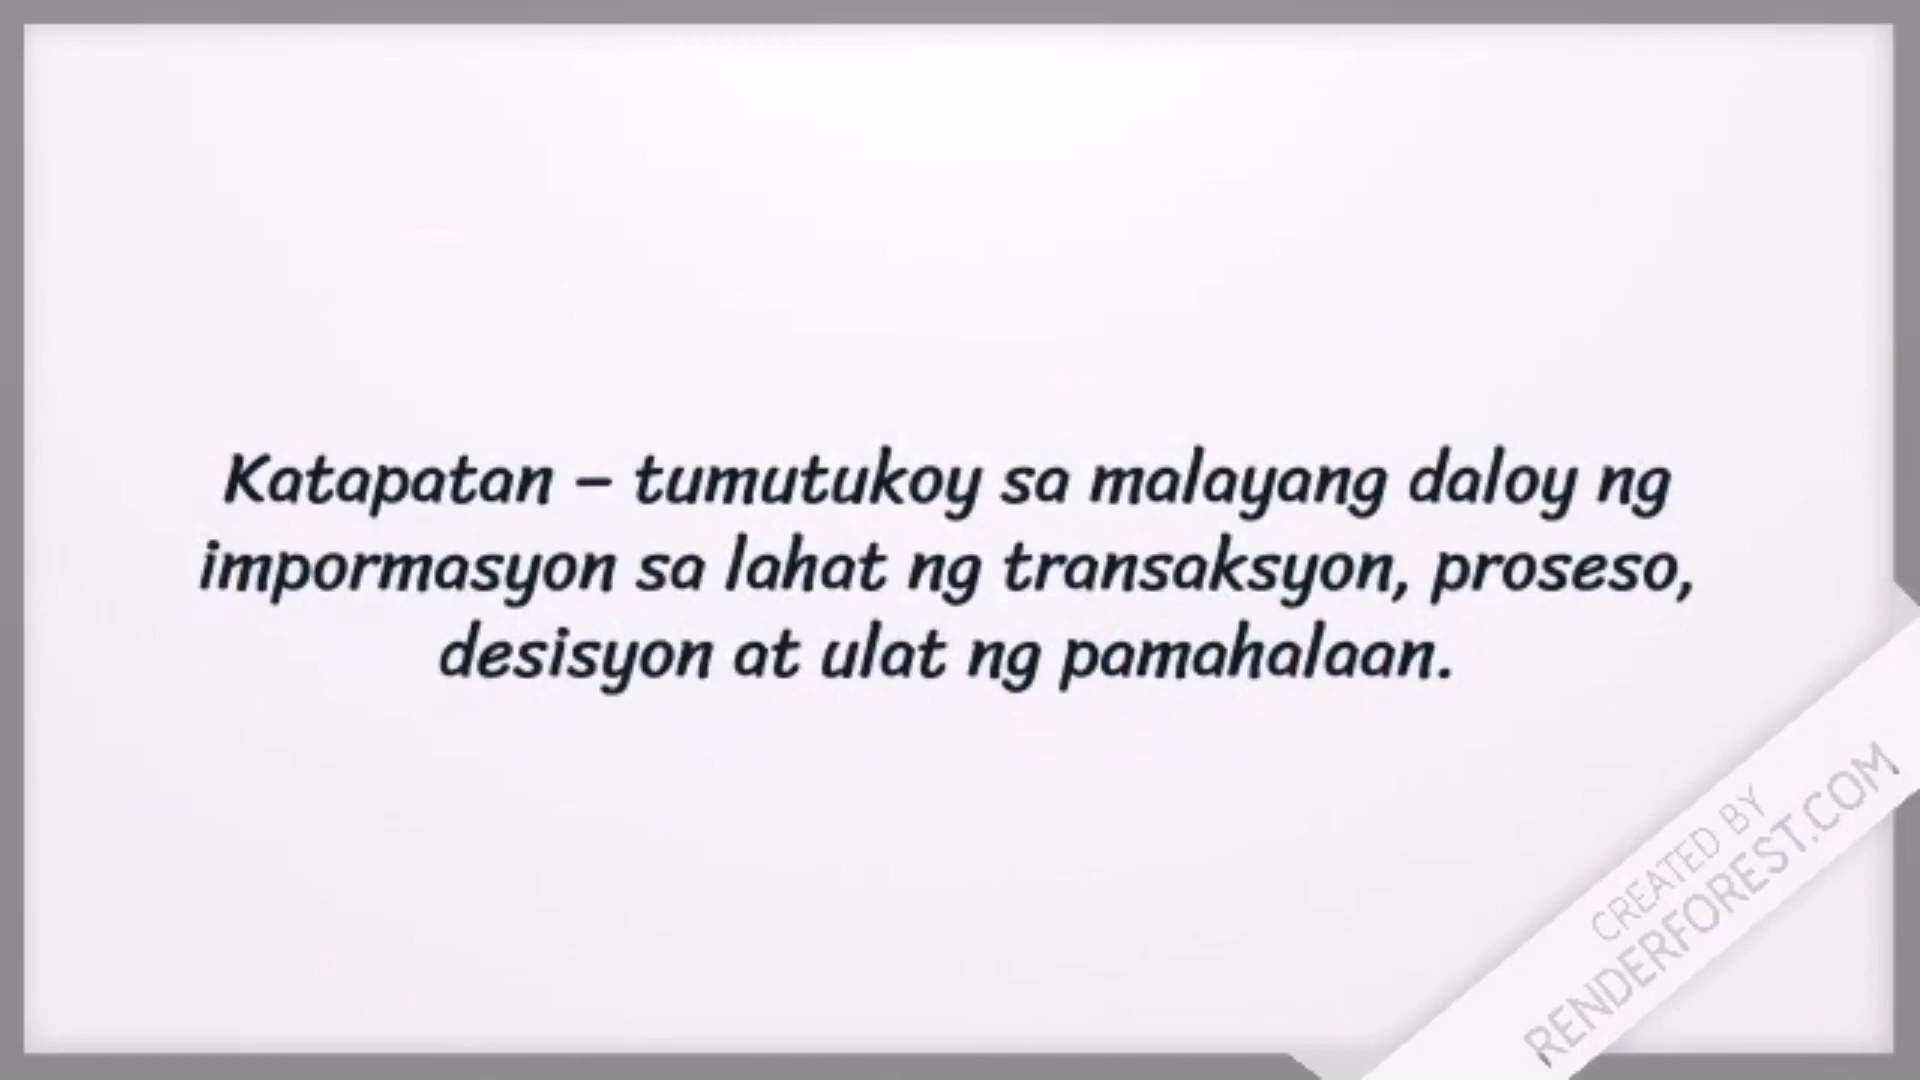 Katapatan – tumutukoy sa malayang daloy ng
impormasyon sa lahat ng transaksyon, proseso,
desisyon at ulat ng pamahalaan.
CREATED BY
RENDERFOREST.COM